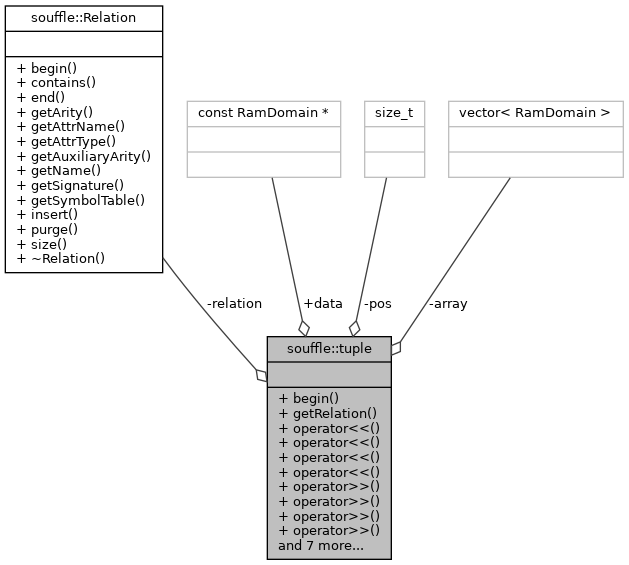 souffle::Relation
+ begin()
+ contains()
+ end()
+ getArity()
+ getAttrName()
+ getAttrType()
+ getAuxiliaryArity()
+ getName()
+ getSignature()
+ getSymbolTable()
+ insert()
+ purge()
+ size()
+ ~Relation()
const RamDomain *
size_t
vector< RamDomain >
-relation
+data
-pos
-array
souffle::tuple
+ begin()
+ getRelation()
+ operator<<()
+ operator<<()
+ operator<<()
+ operator<<()
+ operator>>()
+ operator>>()
+ operator>>()
+ operator>>()
and 7 more...